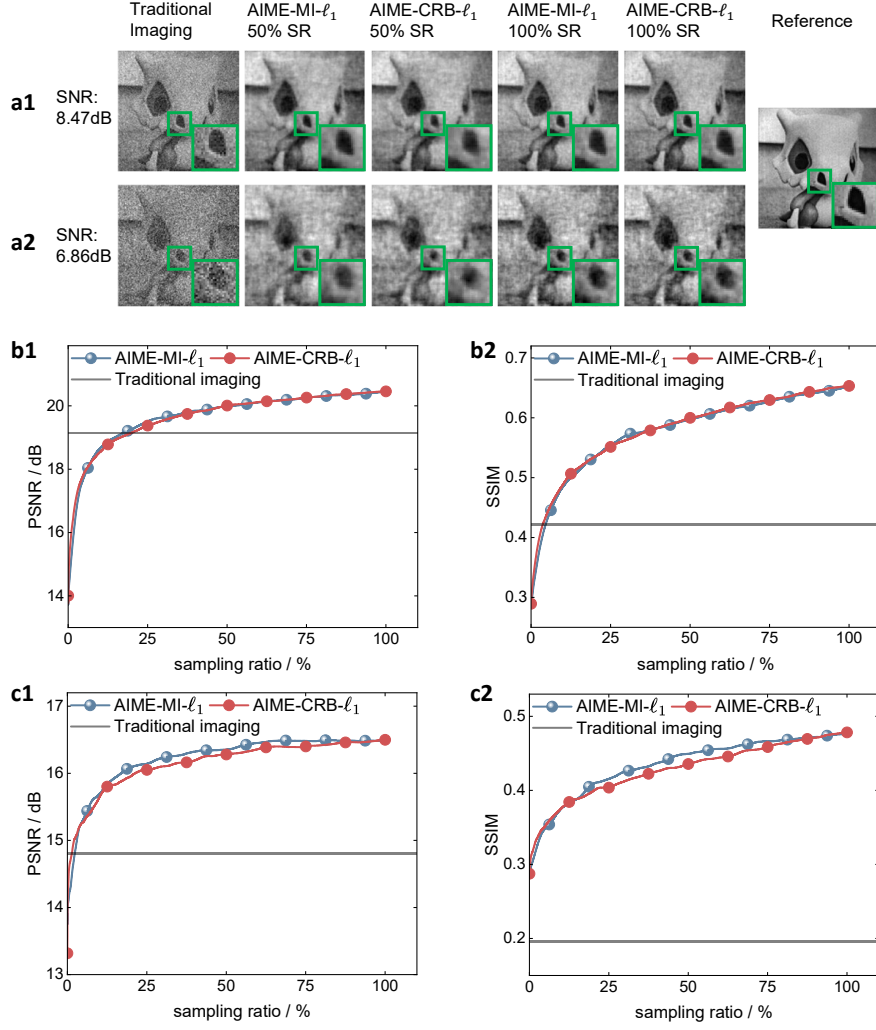 Traditional Imaging
AIME-MI-ℓ₁ 50% SR
AIME-CRB-ℓ₁ 50% SR
AIME-MI-ℓ₁ 100% SR
AIME-CRB-ℓ₁ 100% SR
Reference
a1
SNR: 8.47dB
a2
SNR: 6.86dB
b1
AIME-MI-ℓ₁
AIME-CRB-ℓ₁
Traditional imaging
PSNR / dB
20
18
16
14
0
25
50
75
100
sampling ratio / %
b2
AIME-MI-ℓ₁
AIME-CRB-ℓ₁
Traditional imaging
SSIM
0.7
0.6
0.5
0.4
0.3
0
25
50
75
100
sampling ratio / %
c1
AIME-MI-ℓ₁
AIME-CRB-ℓ₁
Traditional imaging
PSNR / dB
17
16
15
14
13
0
25
50
75
100
sampling ratio / %
c2
AIME-MI-ℓ₁
AIME-CRB-ℓ₁
Traditional imaging
SSIM
0.5
0.4
0.3
0.2
0
25
50
75
100
sampling ratio / %